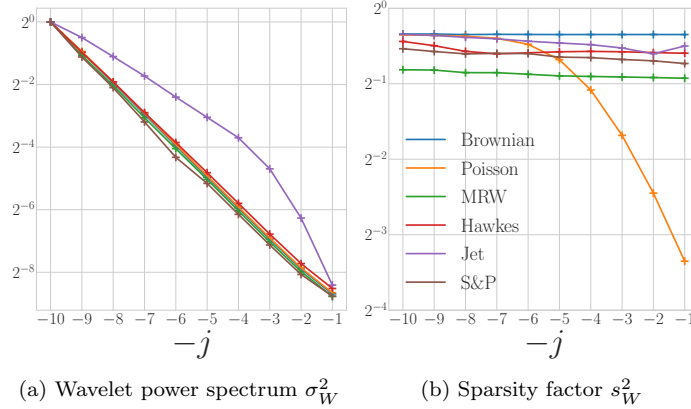 2^0
2^{-2}
2^{-4}
2^{-6}
2^{-8}
−10 −9 −8 −7 −6 −5 −4 −3 −2 −1
−j
(a) Wavelet power spectrum σ_W^2
2^0
2^{-1}
2^{-2}
2^{-3}
2^{-4}
Brownian
Poisson
MRW
Hawkes
Jet
S&P
−10 −9 −8 −7 −6 −5 −4 −3 −2 −1
−j
(b) Sparsity factor s_W^2